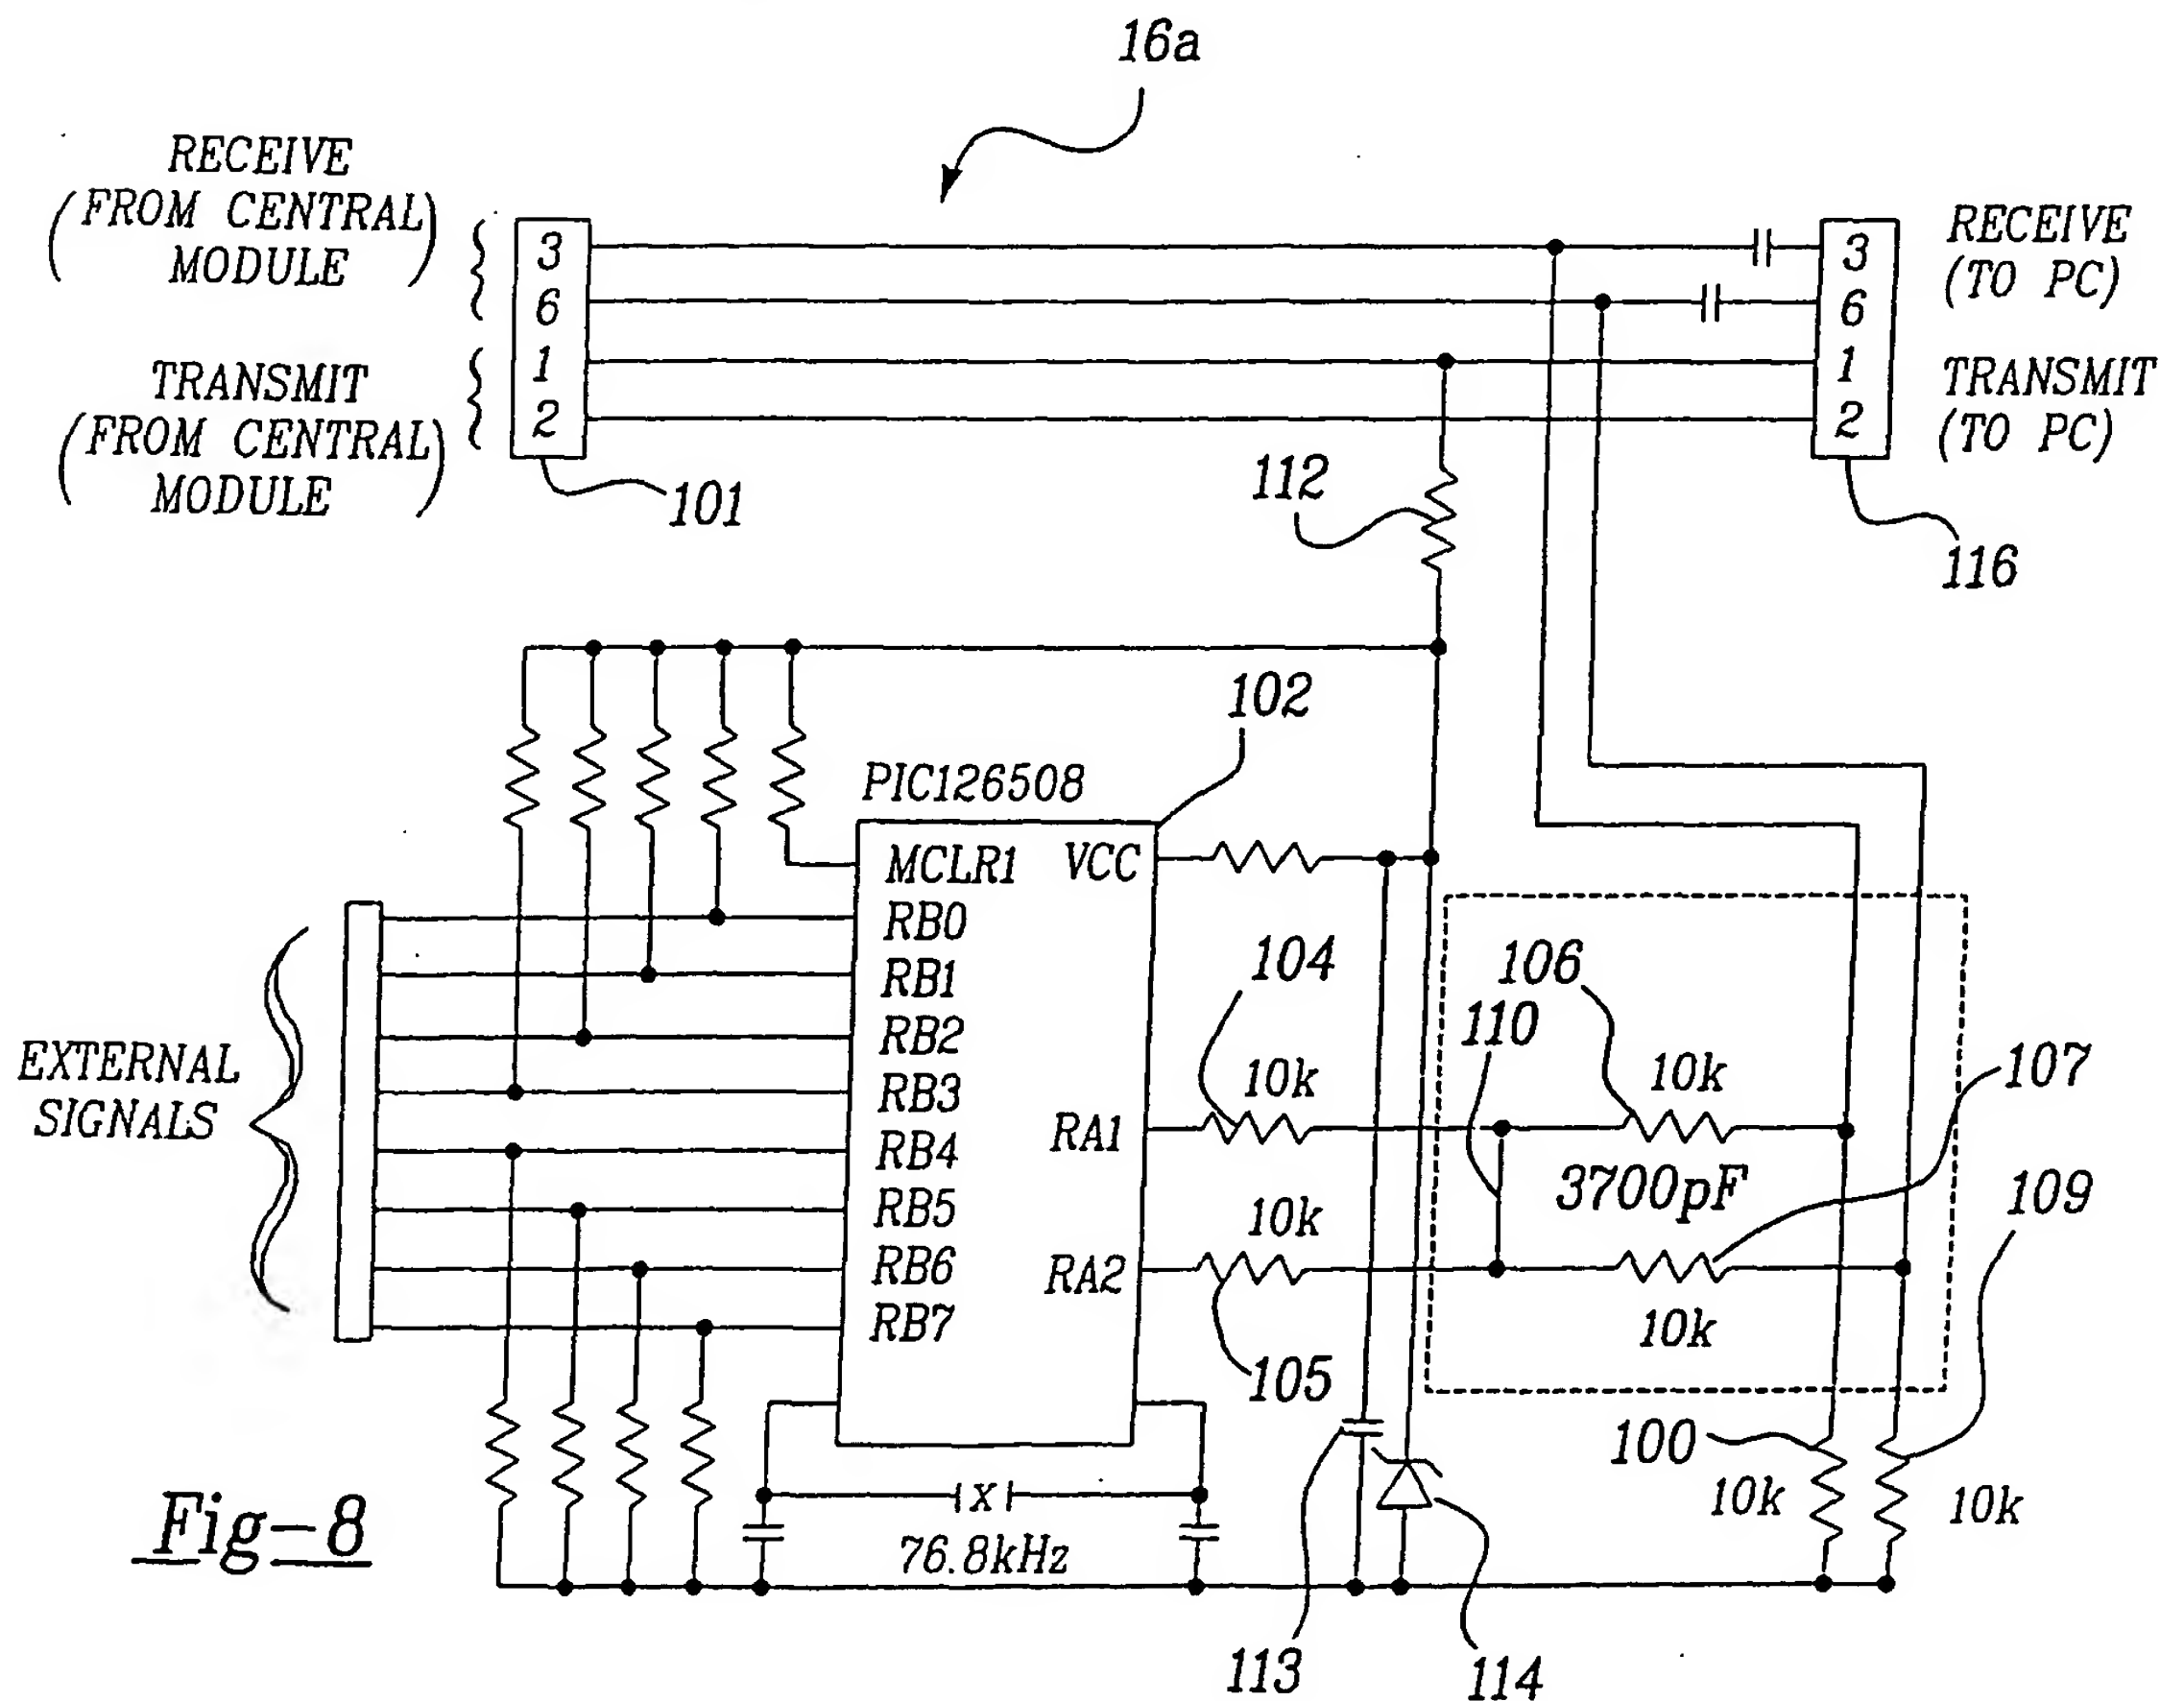 16a
RECEIVE
(FROM CENTRAL)
MODULE
3
6
1
2
TRANSMIT
(FROM CENTRAL)
MODULE
101
3
6
1
2
RECEIVE
(TO PC)
TRANSMIT
(TO PC)
116
112
102
PIC126508
MCLR1
VCC
RB0
RB1
RB2
RB3
RB4
RB5
RB6
RB7
RA1
RA2
EXTERNAL
SIGNALS
104
10k
106
110
10k
107
3700pF
109
10k
10k
105
100
10k
10k
X
76.8kHz
113
114
Fig-8